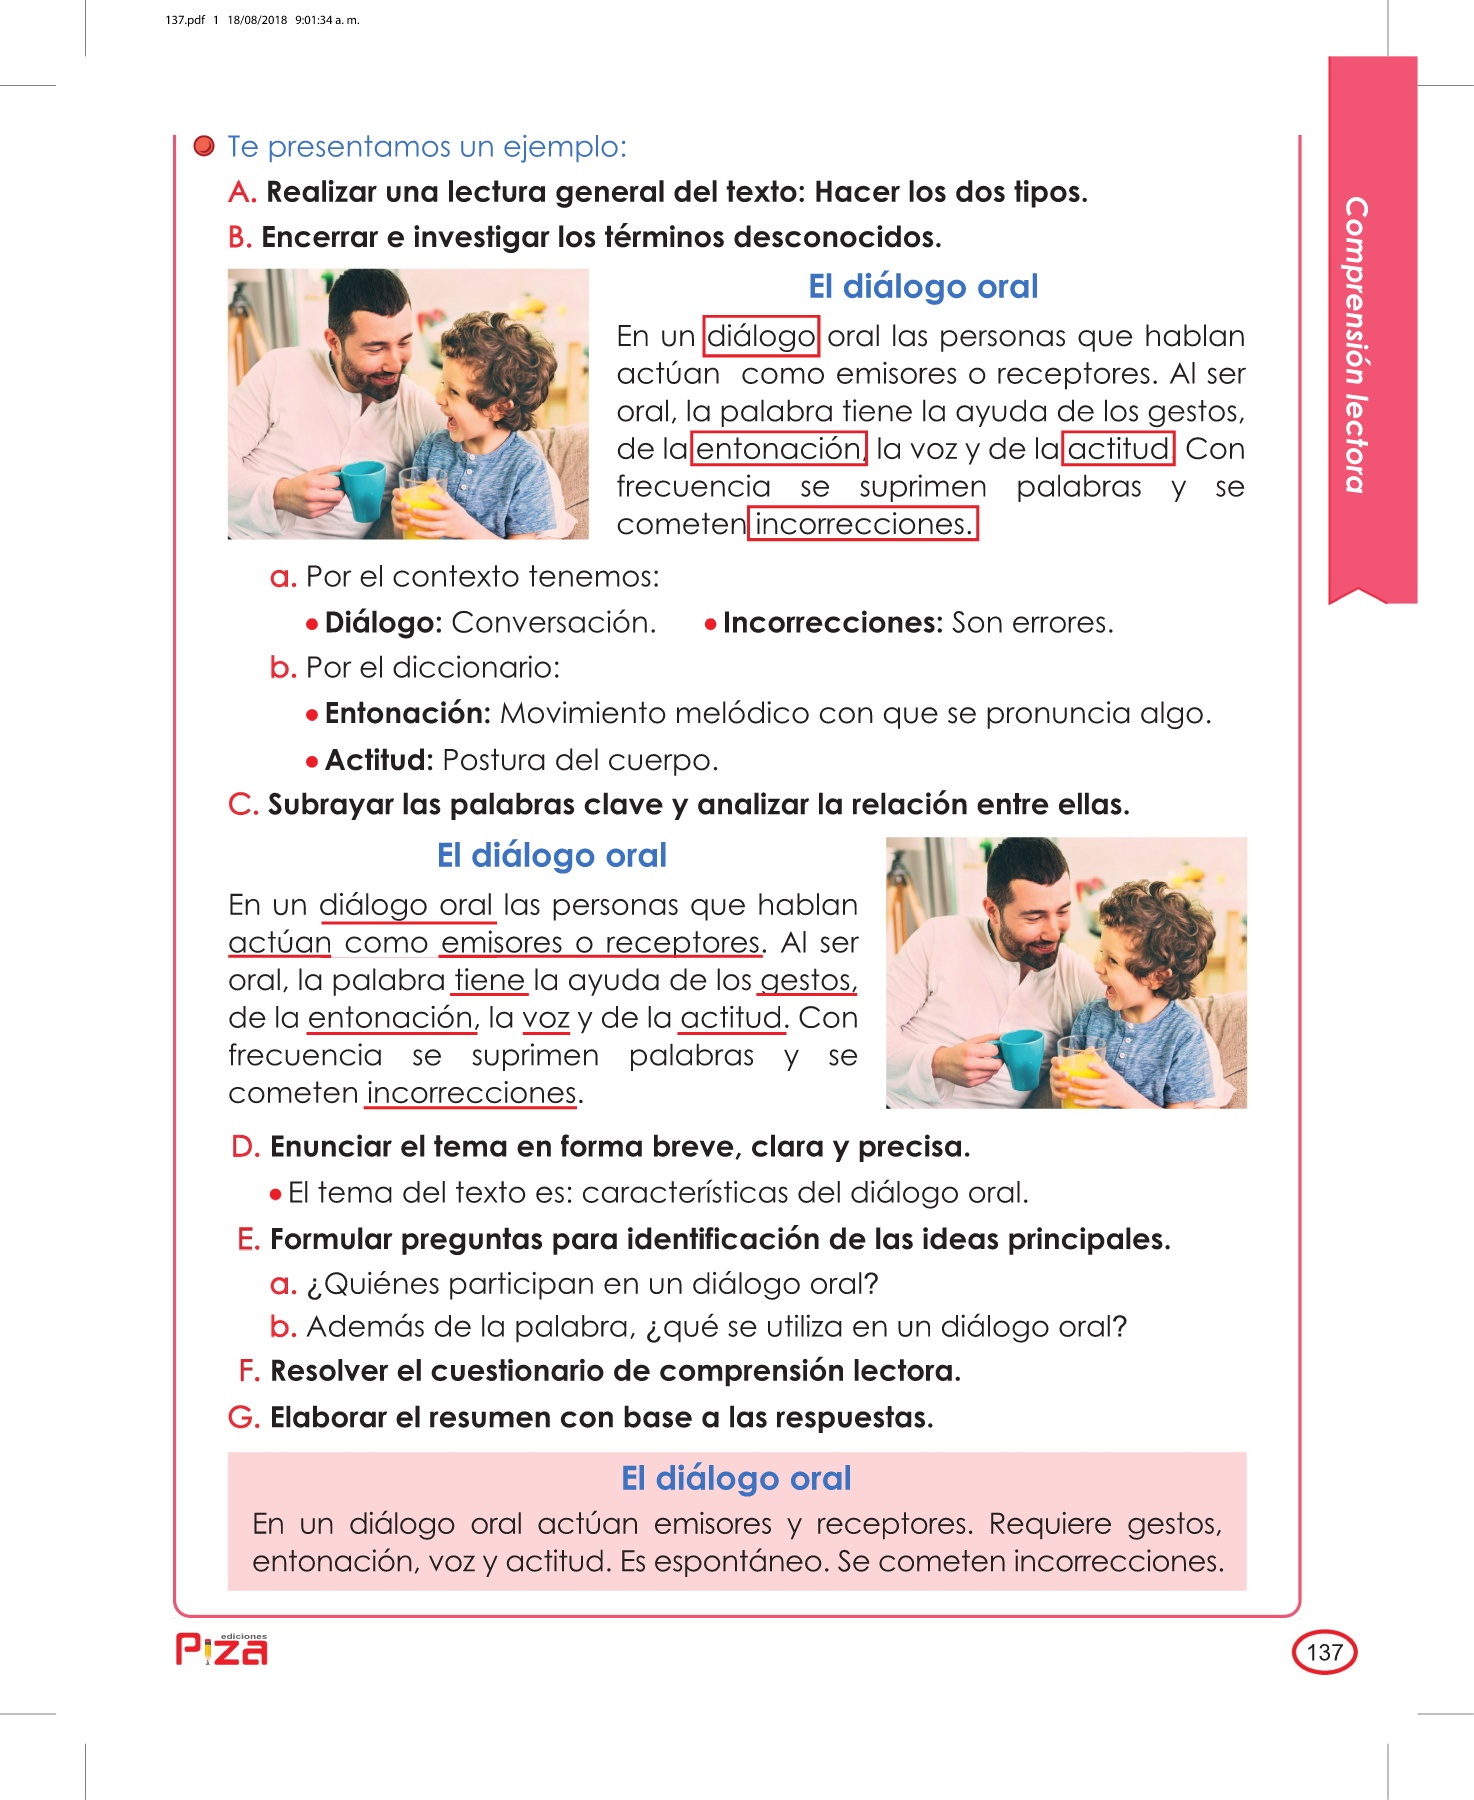 137.pdf 1 18/08/2018 9:01:34 a. m.
Te presentamos un ejemplo:
A. Realizar una lectura general del texto: Hacer los dos tipos.
B. Encerrar e investigar los términos desconocidos.
El diálogo oral
En un diálogo oral las personas que hablan
actúan como emisores o receptores. Al ser
oral, la palabra tiene la ayuda de los gestos,
de la entonación, la voz y de la actitud. Con
frecuencia se suprimen palabras y se
cometen incorrecciones.
a. Por el contexto tenemos:
• Diálogo: Conversación. • Incorrecciones: Son errores.
b. Por el diccionario:
• Entonación: Movimiento melódico con que se pronuncia algo.
• Actitud: Postura del cuerpo.
C. Subrayar las palabras clave y analizar la relación entre ellas.
El diálogo oral
En un diálogo oral las personas que hablan
actúan como emisores o receptores. Al ser
oral, la palabra tiene la ayuda de los gestos,
de la entonación, la voz y de la actitud. Con
frecuencia se suprimen palabras y se
cometen incorrecciones.
D. Enunciar el tema en forma breve, clara y precisa.
• El tema del texto es: características del diálogo oral.
E. Formular preguntas para identificación de las ideas principales.
a. ¿Quiénes participan en un diálogo oral?
b. Además de la palabra, ¿qué se utiliza en un diálogo oral?
F. Resolver el cuestionario de comprensión lectora.
G. Elaborar el resumen con base a las respuestas.
El diálogo oral
En un diálogo oral actúan emisores y receptores. Requiere gestos,
entonación, voz y actitud. Es espontáneo. Se cometen incorrecciones.
Comprensión lectora
ediciones
Piza
137